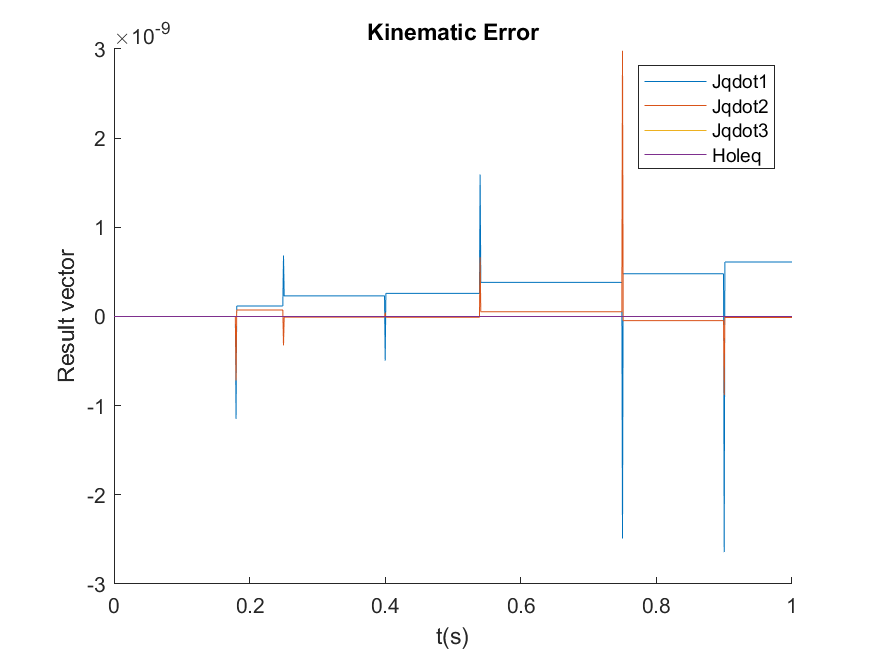 Kinematic Error
×10⁻⁹
3
2
1
0
-1
-2
-3
Result vector
0
0.2
0.4
0.6
0.8
1
t(s)
Jqdot1
Jqdot2
Jqdot3
Holeq